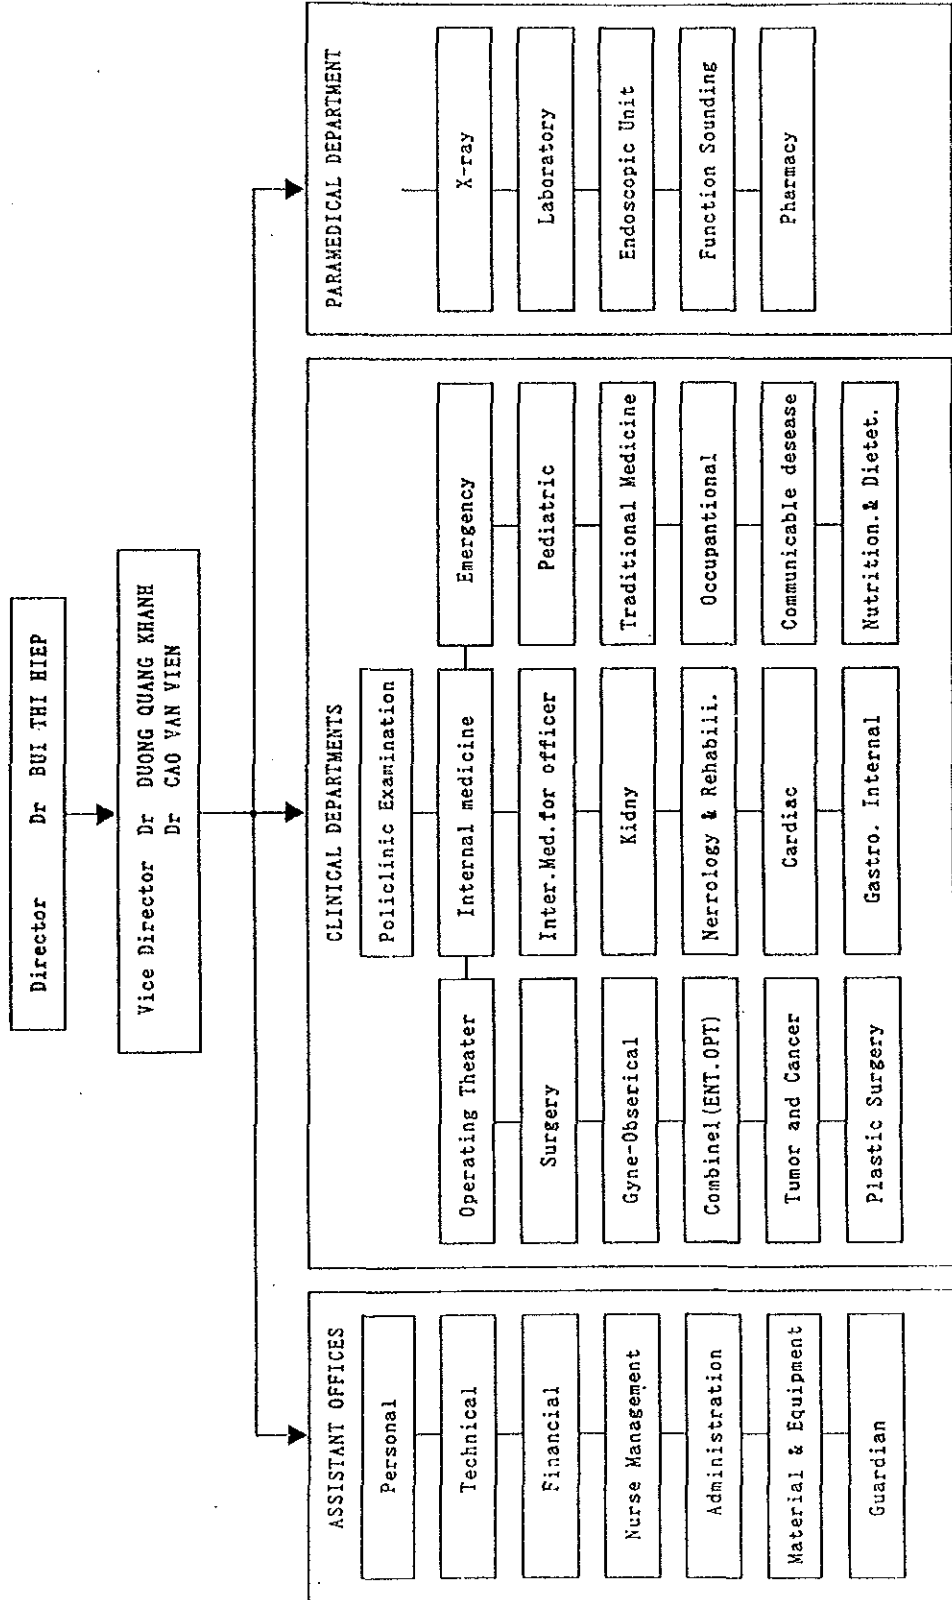 Director Dr BUI THI HIEP
Vice Director Dr DUONG QUANG KHANH
Dr CAO VAN VIEN
ASSISTANT OFFICES
Personal
Technical
Financial
Nurse Management
Administration
Material & Equipment
Guardian
CLINICAL DEPARTMENTS
Policlinic Examination
Operating Theater
Surgery
Gyne-Obserical
Combinel(ENT.OPT)
Tumor and Cancer
Plastic Surgery
Internal medicine
Inter.Med.for officer
Kidny
Nerrology & Rehabili.
Cardiac
Gastro. Internal
Emergency
Pediatric
Traditional Medicine
Occupantional
Communicable desease
Nutrition.& Dietet.
PARAMEDICAL DEPARTMENT
X-ray
Laboratory
Endoscopic Unit
Function Sounding
Pharmacy